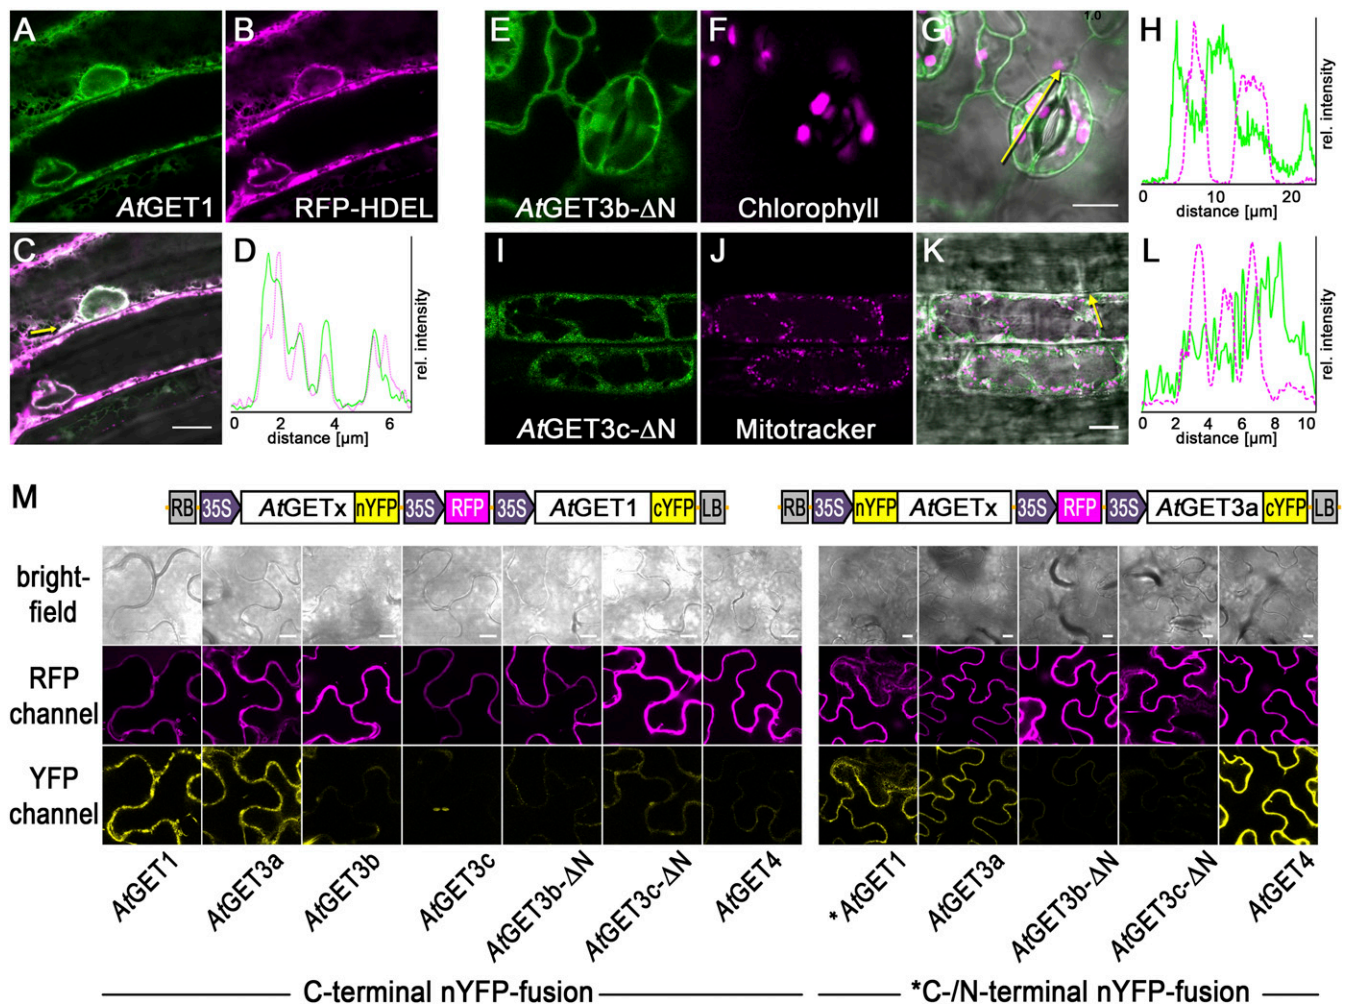 A
AtGET1
B
RFP-HDEL
C
D
rel. intensity
0 2 4 6
distance [µm]
E
AtGET3b-ΔN
F
Chlorophyll
G
1.0
H
rel. intensity
0 10 20
distance [µm]
I
AtGET3c-ΔN
J
Mitotracker
K
L
rel. intensity
0 2 4 6 8 10
distance [µm]
M
RB 35S AtGETx nYFP 35S RFP 35S AtGET1 cYFP LB
RB 35S nYFP AtGETx 35S RFP 35S AtGET3a cYFP LB
bright-
field
RFP
channel
YFP
channel
AtGET1
AtGET3a
AtGET3b
AtGET3c
AtGET3b-ΔN
AtGET3c-ΔN
AtGET4
*AtGET1
AtGET3a
AtGET3b-ΔN
AtGET3c-ΔN
AtGET4
C-terminal nYFP-fusion
*C-/N-terminal nYFP-fusion